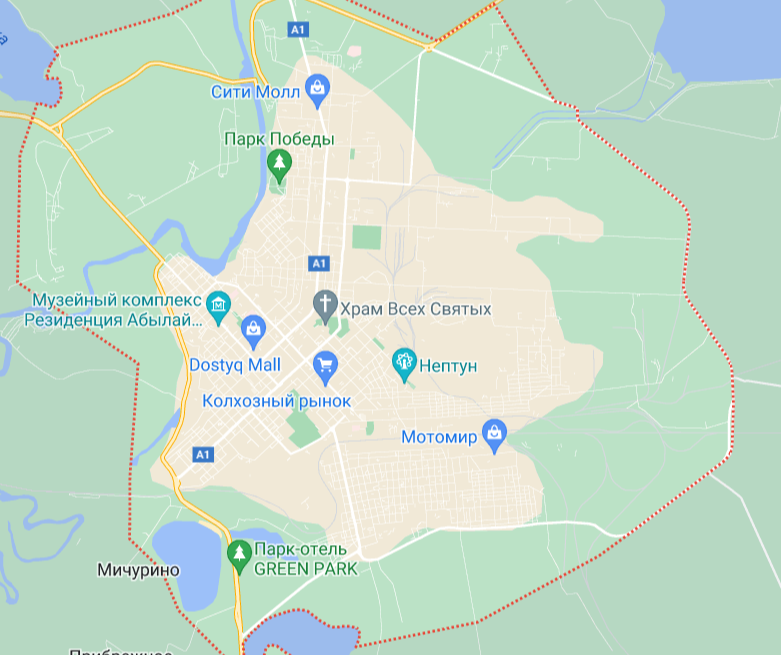 A1
Сити Молл
Парк Победы
A1
Музейный комплекс
Резиденция Абылай...
Храм Всех Святых
Dostyq Mall
Нептун
Колхозный рынок
Мотомир
A1
Парк-отель
GREEN PARK
Мичурино